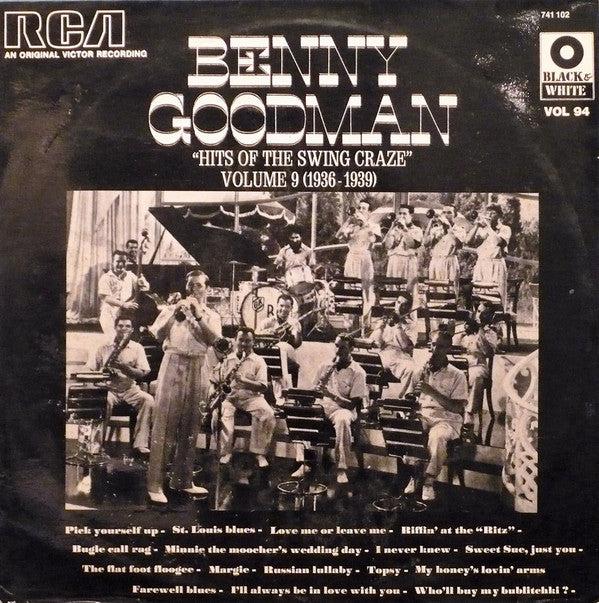 RCA
AN ORIGINAL VICTOR RECORDING
741 102
BLACK &
WHITE
VOL 94
BENNY
GOODMAN
“HITS OF THE SWING CRAZE”
VOLUME 9 (1936-1939)
Pick yourself up - St. Louis blues - Love me or leave me - Riffin' at the “Ritz” -
Bugle call rag - Minnie the moocher's wedding day - I never knew - Sweet Sue, just you -
The flat foot floogee - Margie - Russian lullaby - Topsy - My honey's lovin' arms
Farewell blues - I'll always be in love with you - Who'll buy my bublitchki ? -